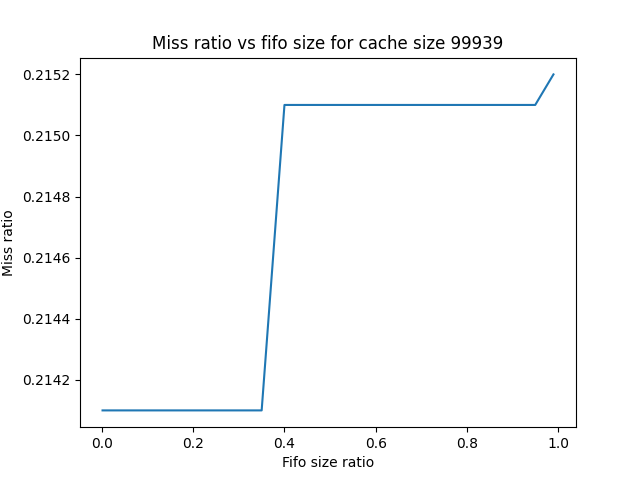 Miss ratio vs fifo size for cache size 99939
0.2152
0.2150
0.2148
0.2146
0.2144
0.2142
Miss ratio
0.0 0.2 0.4 0.6 0.8 1.0
Fifo size ratio